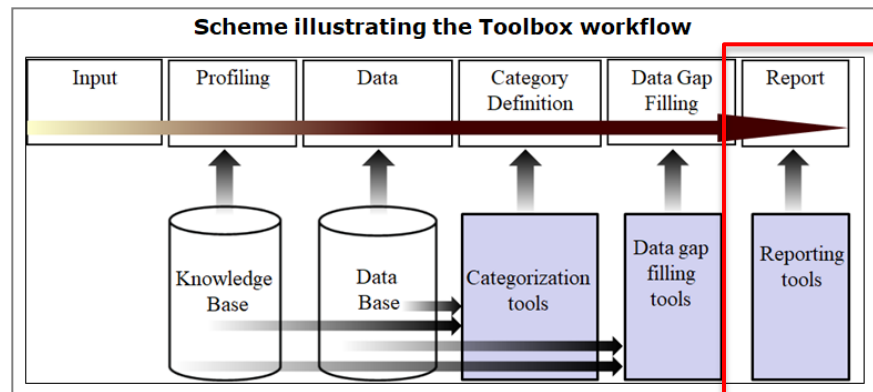 Scheme illustrating the Toolbox workflow
Input
Profiling
Data
Category
Definition
Data Gap
Filling
Report
Knowledge
Base
Data
Base
Categorization
tools
Data gap
filling
tools
Reporting
tools